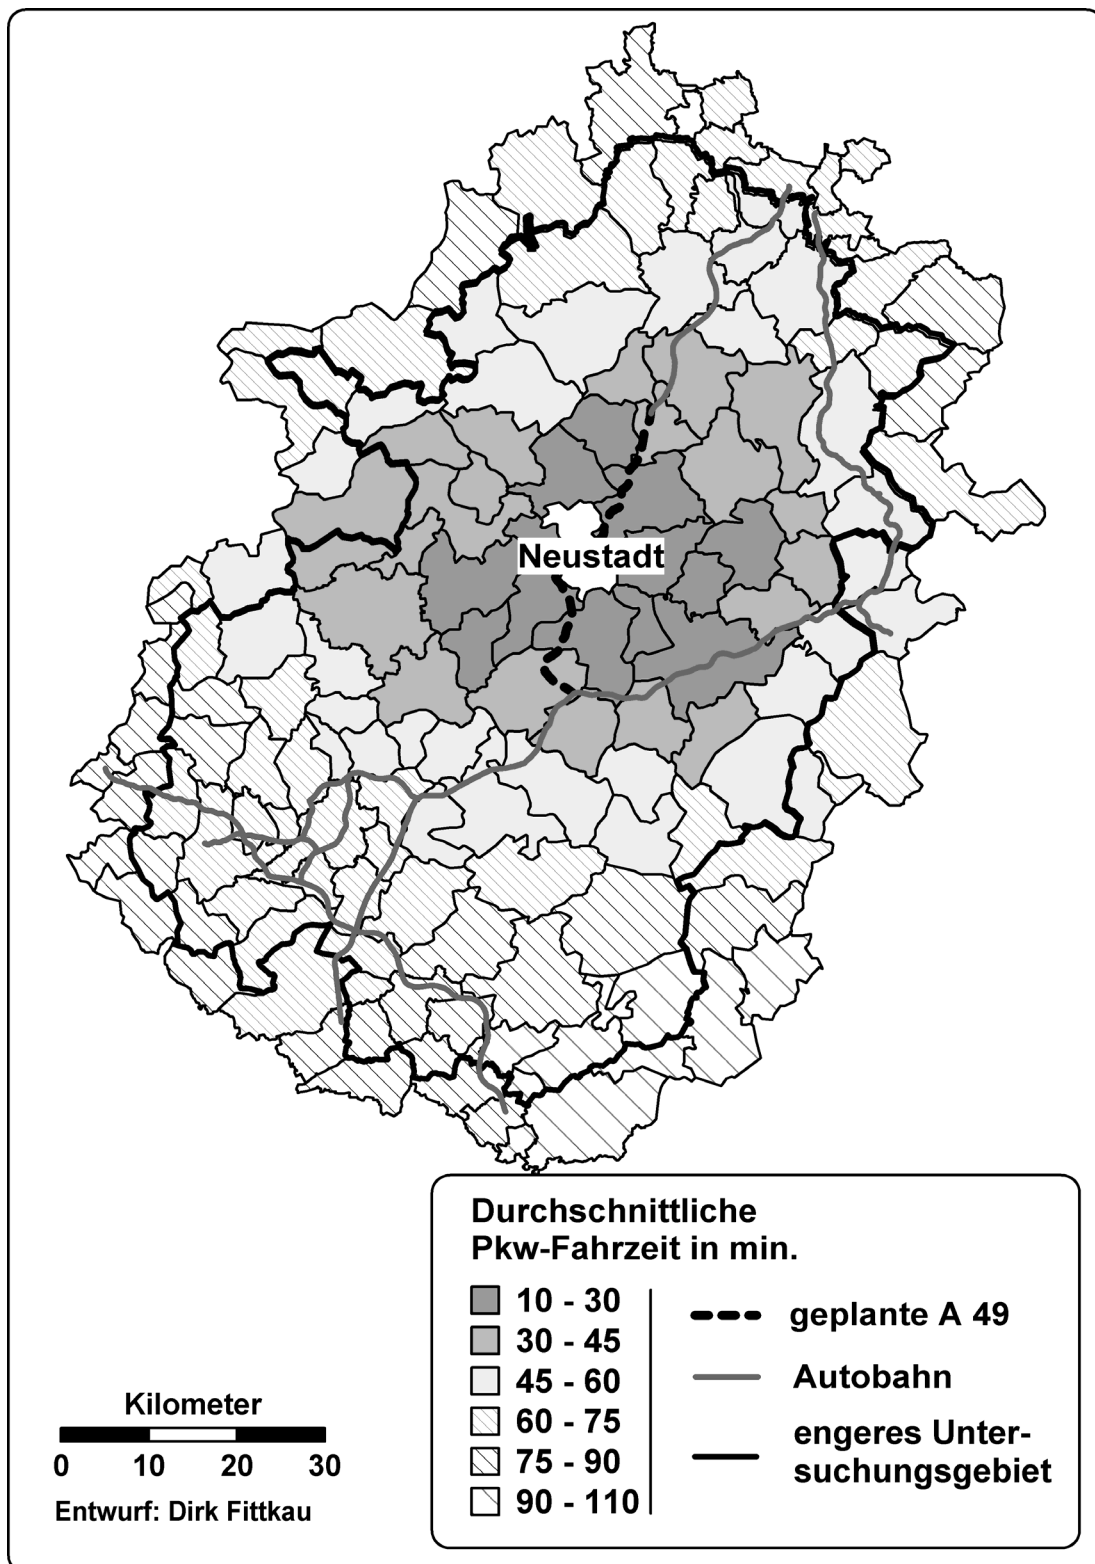 Neustadt
Durchschnittliche
Pkw-Fahrzeit in min.
10 - 30
30 - 45
45 - 60
60 - 75
75 - 90
90 - 110
geplante A 49
Autobahn
engeres Unter-
suchungsgebiet
Kilometer
0 10 20 30
Entwurf: Dirk Fittkau